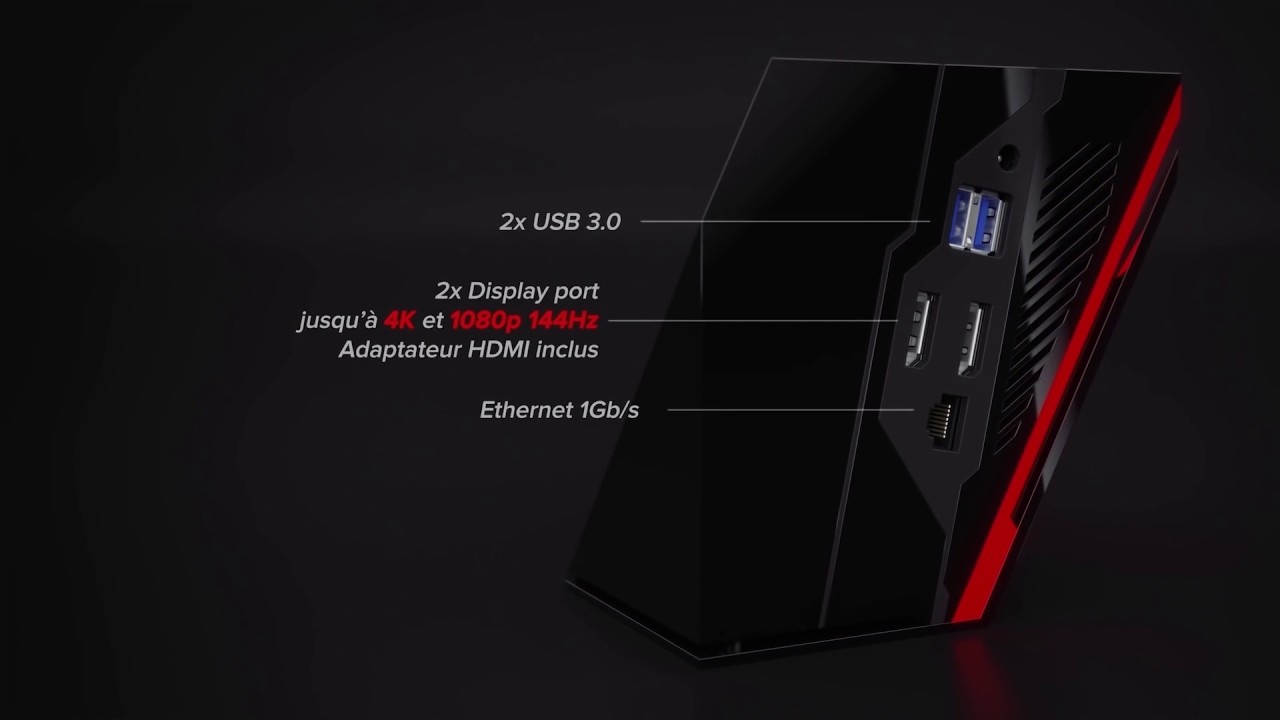 2x USB 3.0
2x Display port
jusqu'à 4K et 1080p 144Hz
Adaptateur HDMI inclus
Ethernet 1Gb/s